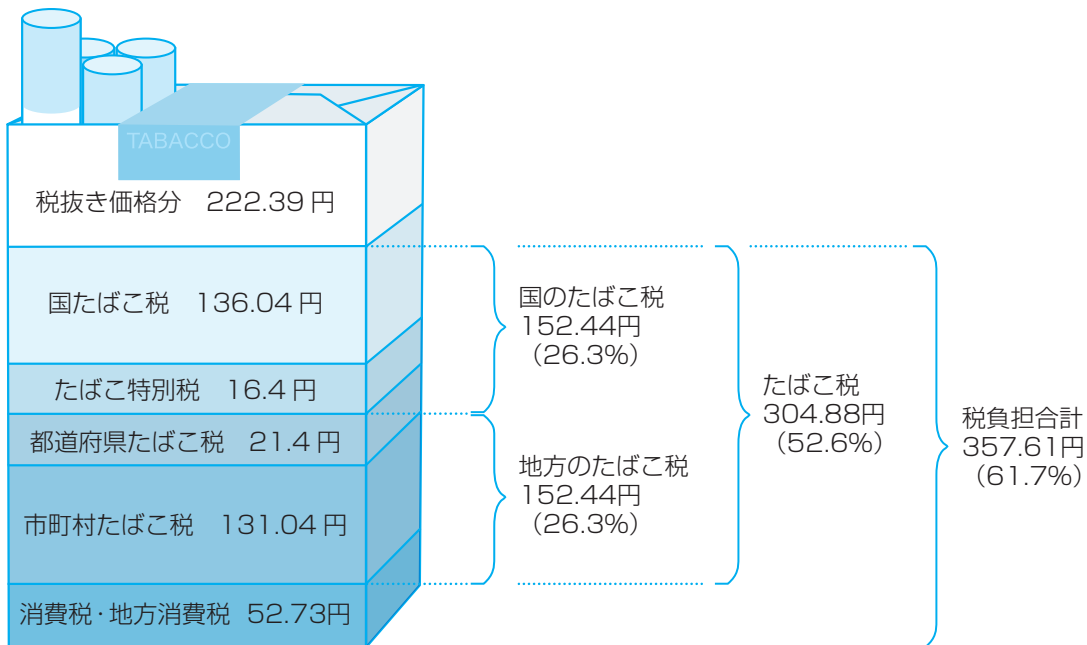 TABACCO
税抜き価格分 222.39 円
国たばこ税 136.04 円
たばこ特別税 16.4 円
都道府県たばこ税 21.4 円
市町村たばこ税 131.04 円
消費税・地方消費税 52.73円
国のたばこ税
152.44円
（26.3%）
地方のたばこ税
152.44円
（26.3%）
たばこ税
304.88円
（52.6%）
税負担合計
357.61円
（61.7%）